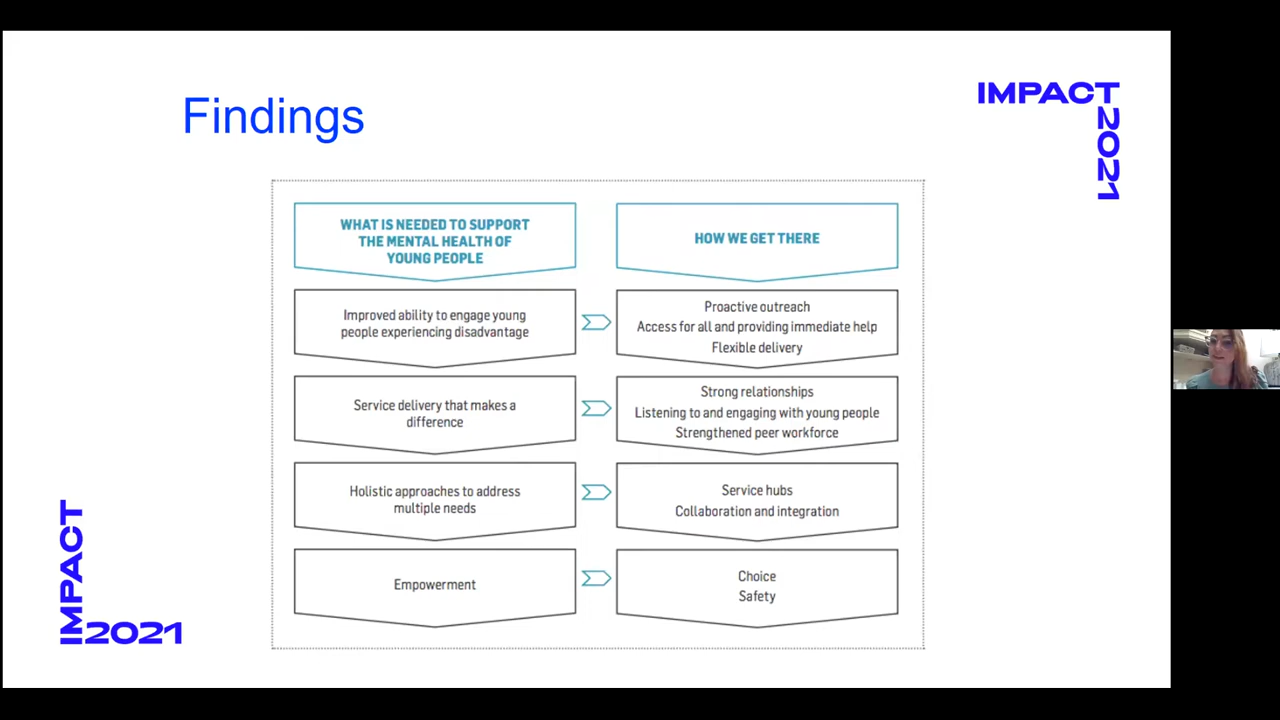 Findings
IMPACT
2021
WHAT IS NEEDED TO SUPPORT
THE MENTAL HEALTH OF
YOUNG PEOPLE
HOW WE GET THERE
Improved ability to engage young
people experiencing disadvantage
Proactive outreach
Access for all and providing immediate help
Flexible delivery
Service delivery that makes a
difference
Strong relationships
Listening to and engaging with young people
Strengthened peer workforce
Holistic approaches to address
multiple needs
Service hubs
Collaboration and integration
Empowerment
Choice
Safety
IMPACT
2021